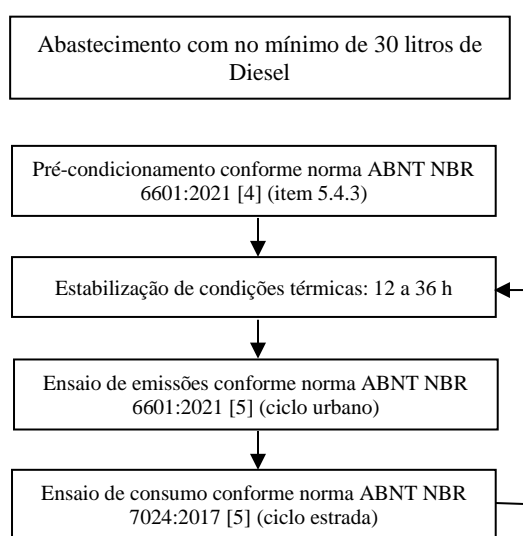 Abastecimento com no mínimo de 30 litros de
Diesel
Pré-condicionamento conforme norma ABNT NBR
6601:2021 [4] (item 5.4.3)
Estabilização de condições térmicas: 12 a 36 h
Ensaio de emissões conforme norma ABNT NBR
6601:2021 [5] (ciclo urbano)
Ensaio de consumo conforme norma ABNT NBR
7024:2017 [5] (ciclo estrada)